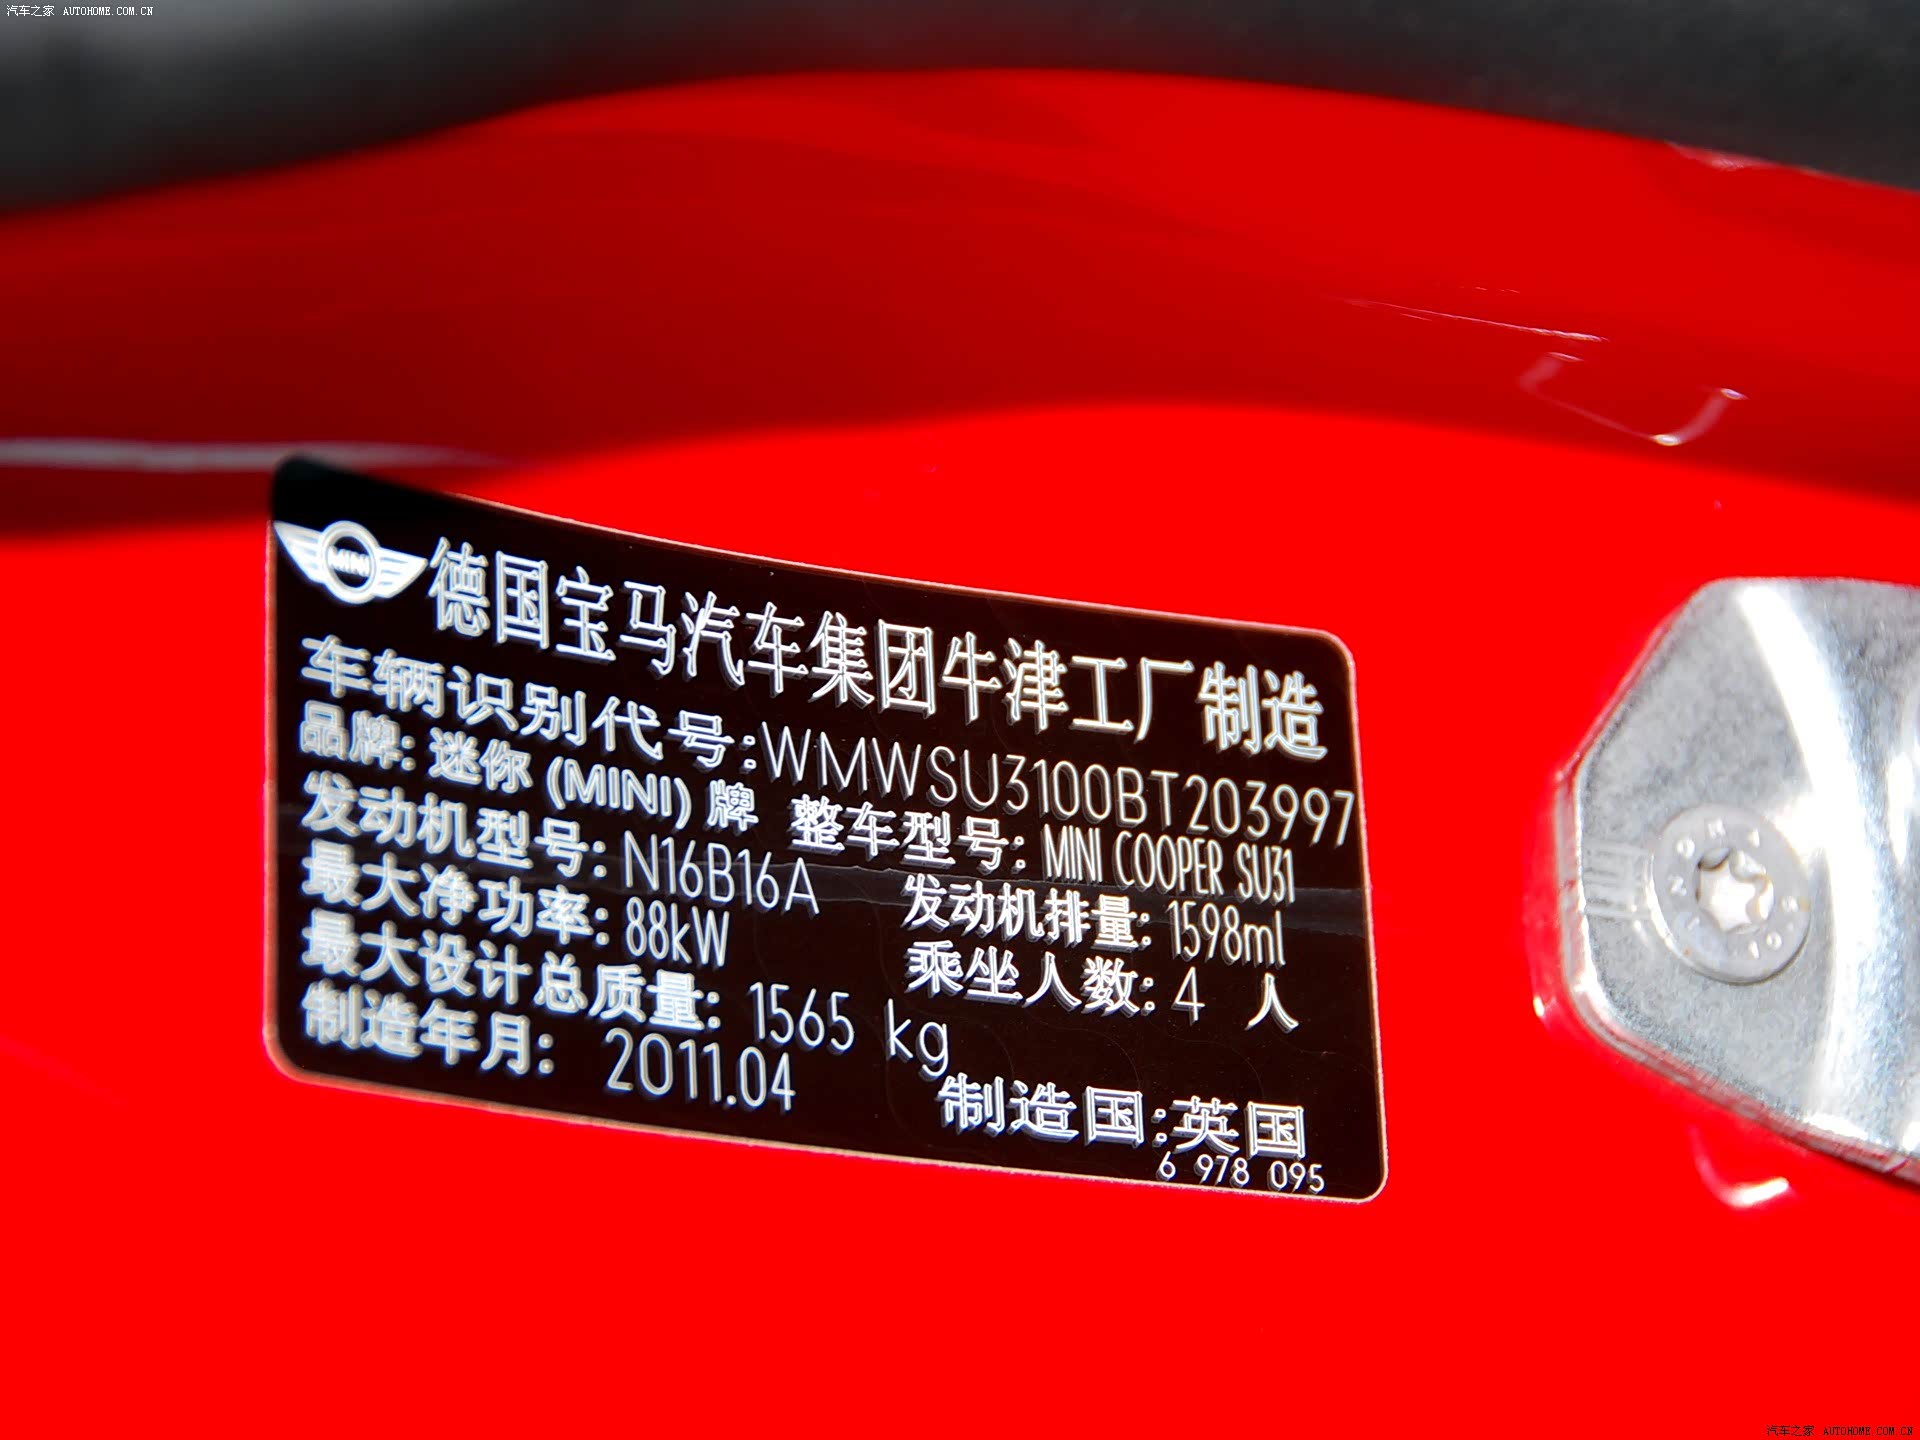 汽车之家 AUTOHOME.COM.CN
MINI
德国宝马汽车集团牛津工厂制造
车辆识别代号:WMWSU3100BT203997
品牌: 迷你 (MINI) 牌 整车型号: MINI COOPER SU31
发动机型号: N16B16A 发动机排量: 1598ml
最大净功率: 88kW 乘坐人数: 4 人
最大设计总质量: 1565 kg
制造年月: 2011.04 制造国:英国
6 978 095
汽车之家 AUTOHOME.COM.CN